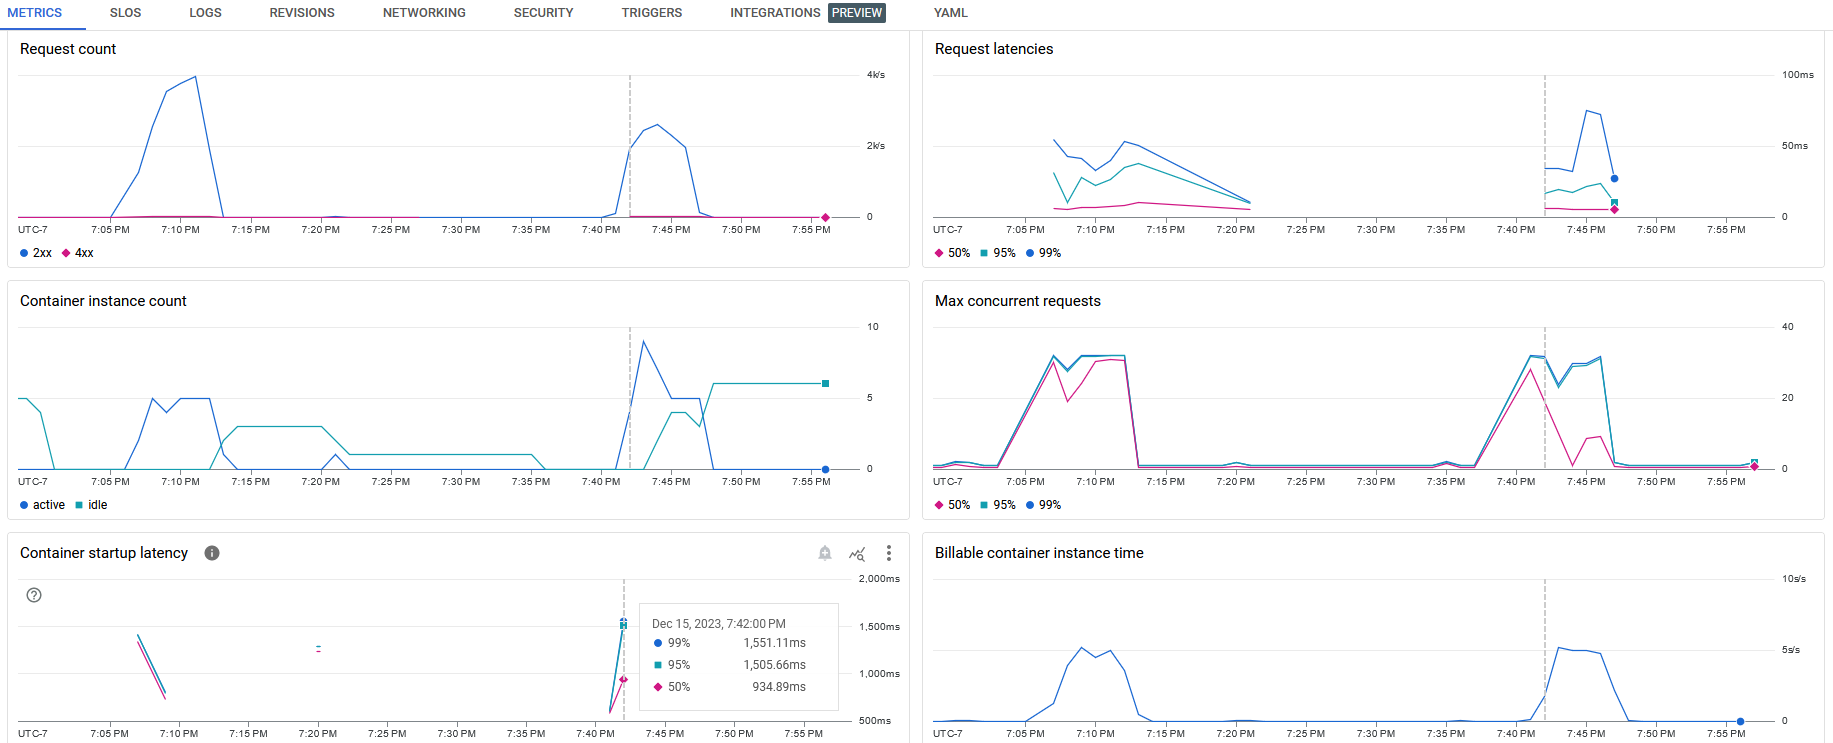 METRICS SLOS LOGS REVISIONS NETWORKING SECURITY TRIGGERS INTEGRATIONS PREVIEW YAML
Request count
4k/s
2k/s
0
UTC-7 7:05 PM 7:10 PM 7:15 PM 7:20 PM 7:25 PM 7:30 PM 7:35 PM 7:40 PM 7:45 PM 7:50 PM 7:55 PM
2xx 4xx
Request latencies
100ms
50ms
0
UTC-7 7:05 PM 7:10 PM 7:15 PM 7:20 PM 7:25 PM 7:30 PM 7:35 PM 7:40 PM 7:45 PM 7:50 PM 7:55 PM
50% 95% 99%
Container instance count
10
5
0
UTC-7 7:05 PM 7:10 PM 7:15 PM 7:20 PM 7:25 PM 7:30 PM 7:35 PM 7:40 PM 7:45 PM 7:50 PM 7:55 PM
active idle
Max concurrent requests
40
20
0
UTC-7 7:05 PM 7:10 PM 7:15 PM 7:20 PM 7:25 PM 7:30 PM 7:35 PM 7:40 PM 7:45 PM 7:50 PM 7:55 PM
50% 95% 99%
Container startup latency
2,000ms
1,500ms
1,000ms
500ms
Dec 15, 2023, 7:42:00 PM
99% 1,551.11ms
95% 1,505.66ms
50% 934.89ms
UTC-7 7:05 PM 7:10 PM 7:15 PM 7:20 PM 7:25 PM 7:30 PM 7:35 PM 7:40 PM 7:45 PM 7:50 PM 7:55 PM
Billable container instance time
10s/s
5s/s
0
UTC-7 7:05 PM 7:10 PM 7:15 PM 7:20 PM 7:25 PM 7:30 PM 7:35 PM 7:40 PM 7:45 PM 7:50 PM 7:55 PM